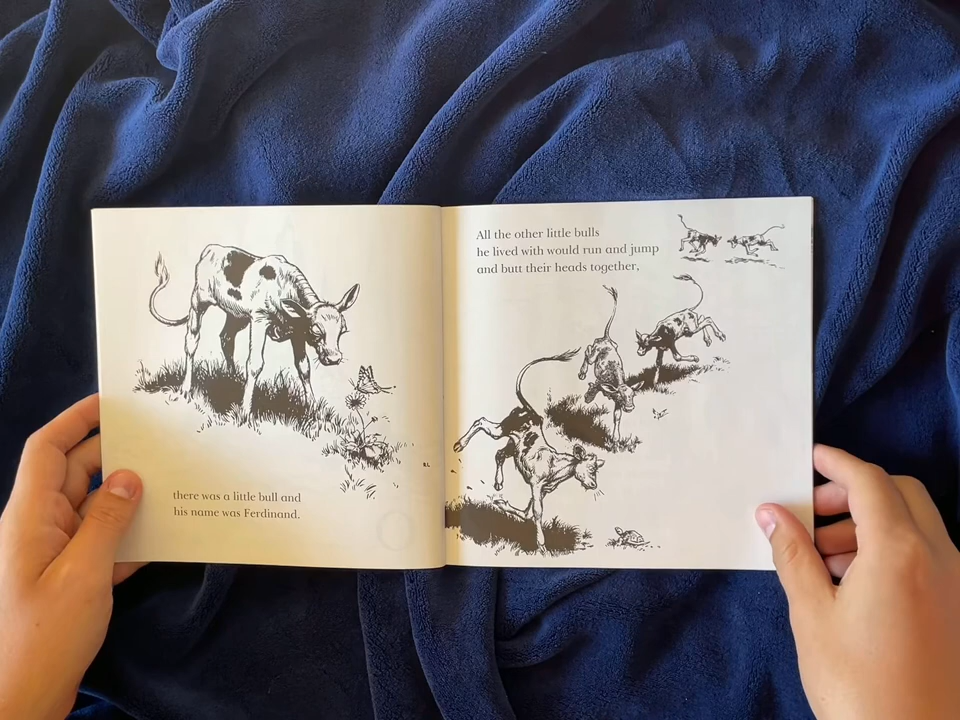 there was a little bull and
his name was Ferdinand.
RL
All the other little bulls
he lived with would run and jump
and butt their heads together,